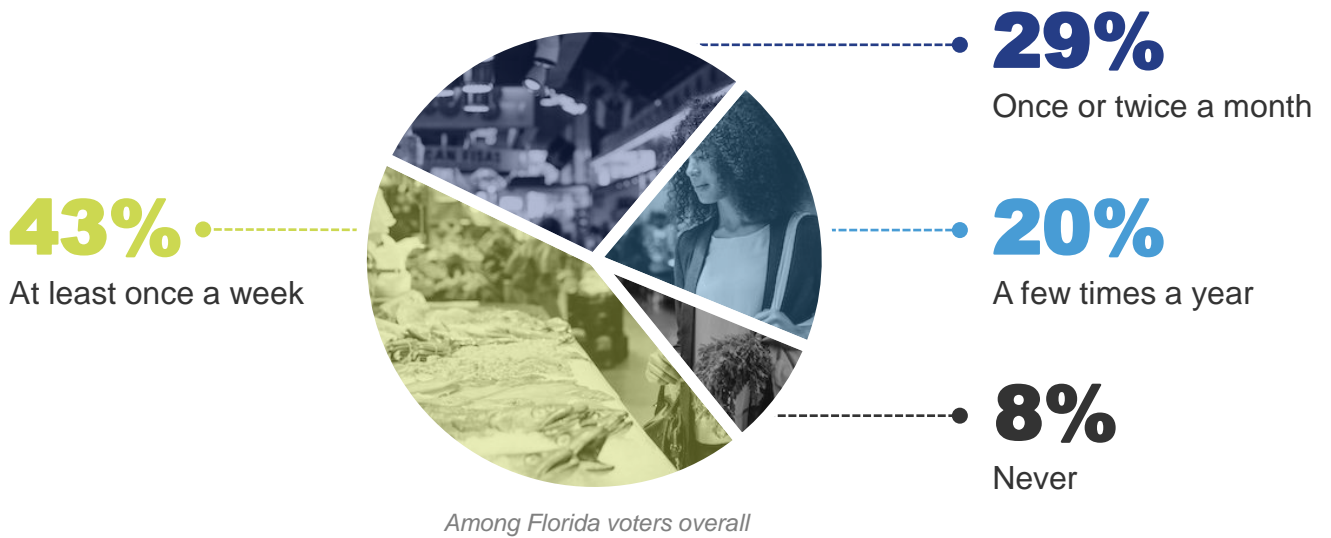 29%
Once or twice a month
43%
At least once a week
20%
A few times a year
8%
Never
Among Florida voters overall